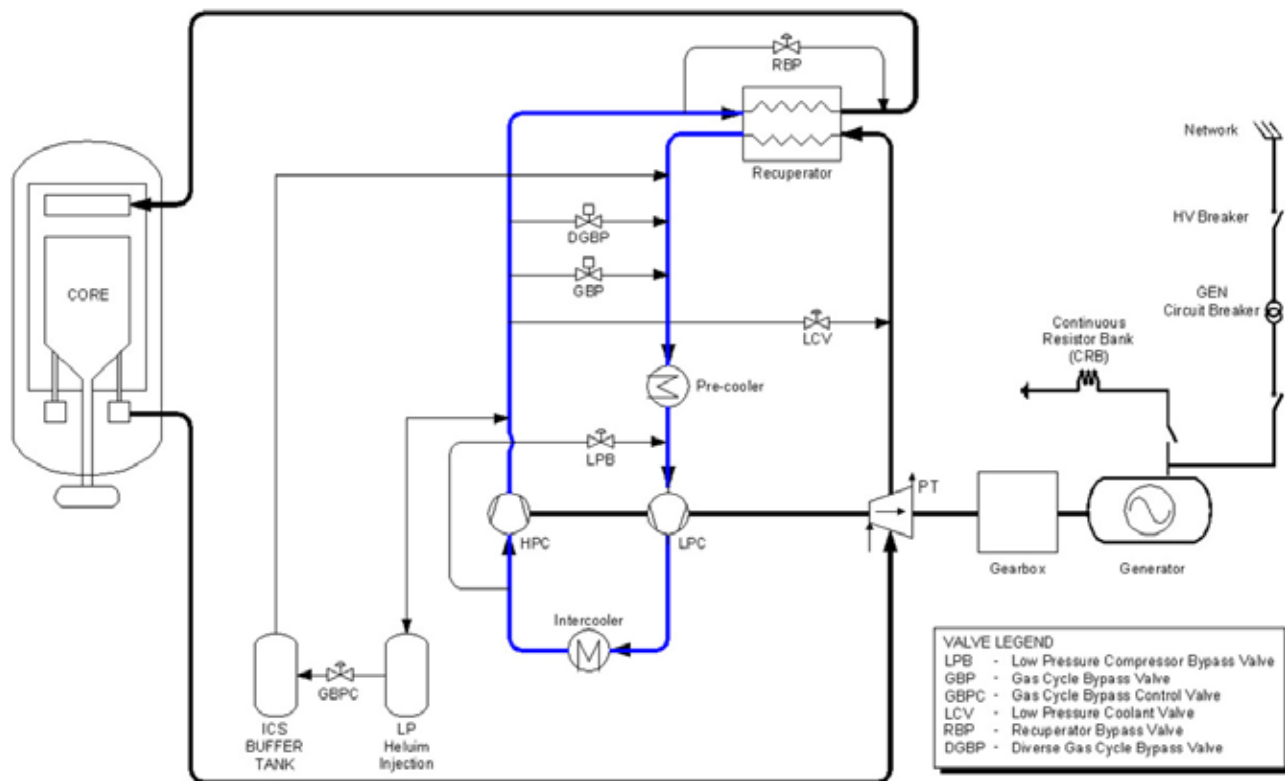 RBP
Recuperator
Network
HV Breaker
DGBP
GBP
CORE
GEN
Circuit Breaker
LCV
Continuous
Resistor Bank
(CRB)
Pre-cooler
LPB
PT
HPC
LPC
Gearbox
Generator
Intercooler
GBPC
ICS
BUFFER
TANK
LP
Heluim
Injection
VALVE LEGEND
LPB - Low Pressure Compressor Bypass Valve
GBP - Gas Cycle Bypass Valve
GBPC - Gas Cycle Bypass Control Valve
LCV - Low Pressure Coolant Valve
RBP - Recuperator Bypass Valve
DGBP - Diverse Gas Cycle Bypass Valve